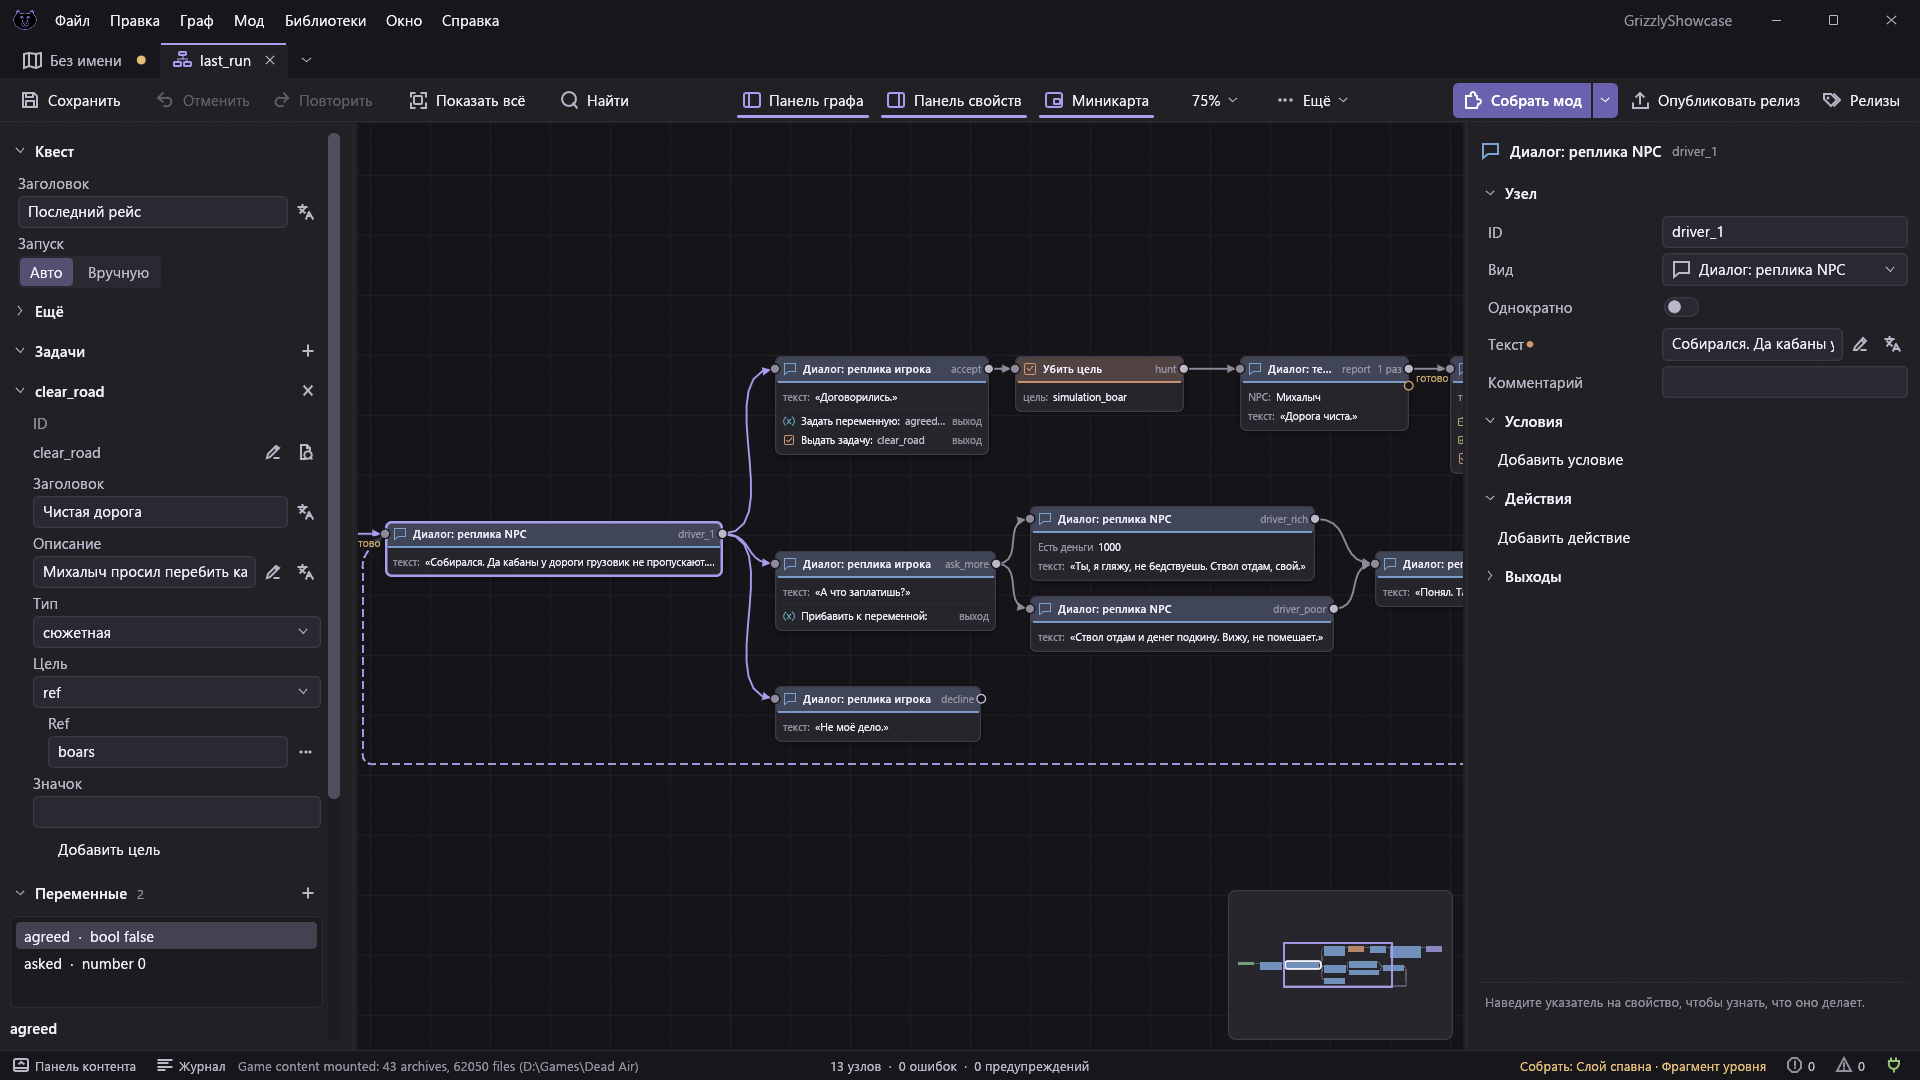 Файл Правка Граф Мод Библиотеки Окно Справка GrizzlyShowcase
Без имени last_run
Сохранить Отменить Повторить Показать всё Найти Панель графа Панель свойств Миникарта 75% Ещё Собрать мод Опубликовать релиз Релизы
Квест
Заголовок
Последний рейс
Запуск
Авто Вручную
Ещё
Задачи
clear_road
ID
clear_road
Заголовок
Чистая дорога
Описание
Михалыч просил перебить ка
Тип
сюжетная
Цель
ref
Ref
boars
Значок
Добавить цель
Переменные 2
agreed · bool false
asked · number 0
agreed
тово
Диалог: реплика NPC driver_1
текст: «Собирался. Да кабаны у дороги грузовик не пропускают....
Диалог: реплика игрока accept
текст: «Договорились.»
Задать переменную: agreed... выход
Выдать задачу: clear_road выход
Убить цель hunt
цель: simulation_boar
Диалог: те... report 1 раз
NPC: Михалыч
текст: «Дорога чиста.»
готово
Диалог: реплика игрока ask_more
текст: «А что заплатишь?»
Прибавить к переменной: выход
Диалог: реплика NPC driver_rich
Есть деньги 1000
текст: «Ты, я гляжу, не бедствуешь. Ствол отдам, свой.»
Диалог: реплика NPC driver_poor
текст: «Ствол отдам и денег подкину. Вижу, не помешает.»
Диалог: реп
текст: «Понял. Та
Диалог: реплика игрока decline
текст: «Не моё дело.»
Диалог: реплика NPC driver_1
Узел
ID driver_1
Вид Диалог: реплика NPC
Однократно
Текст Собирался. Да кабаны у
Комментарий
Условия
Добавить условие
Действия
Добавить действие
Выходы
Наведите указатель на свойство, чтобы узнать, что оно делает.
Панель контента Журнал Game content mounted: 43 archives, 62050 files (D:\Games\Dead Air) 13 узлов · 0 ошибок · 0 предупреждений Собрать: Слой спавна · Фрагмент уровня 0 0